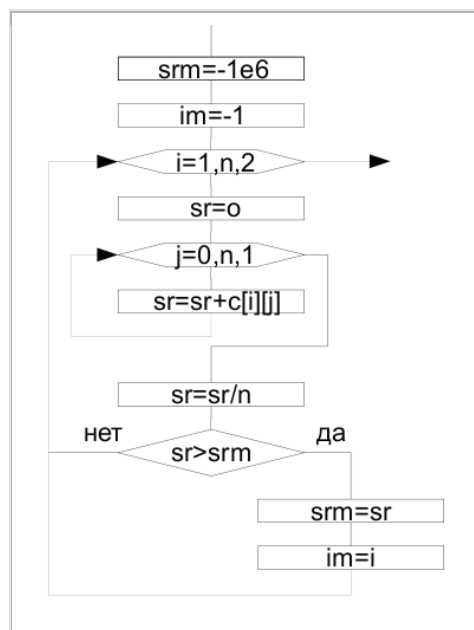 srm=-1e6
im=-1
i=1,n,2
sr=o
j=0,n,1
sr=sr+c[i][j]
sr=sr/n
нет
да
sr>srm
srm=sr
im=i